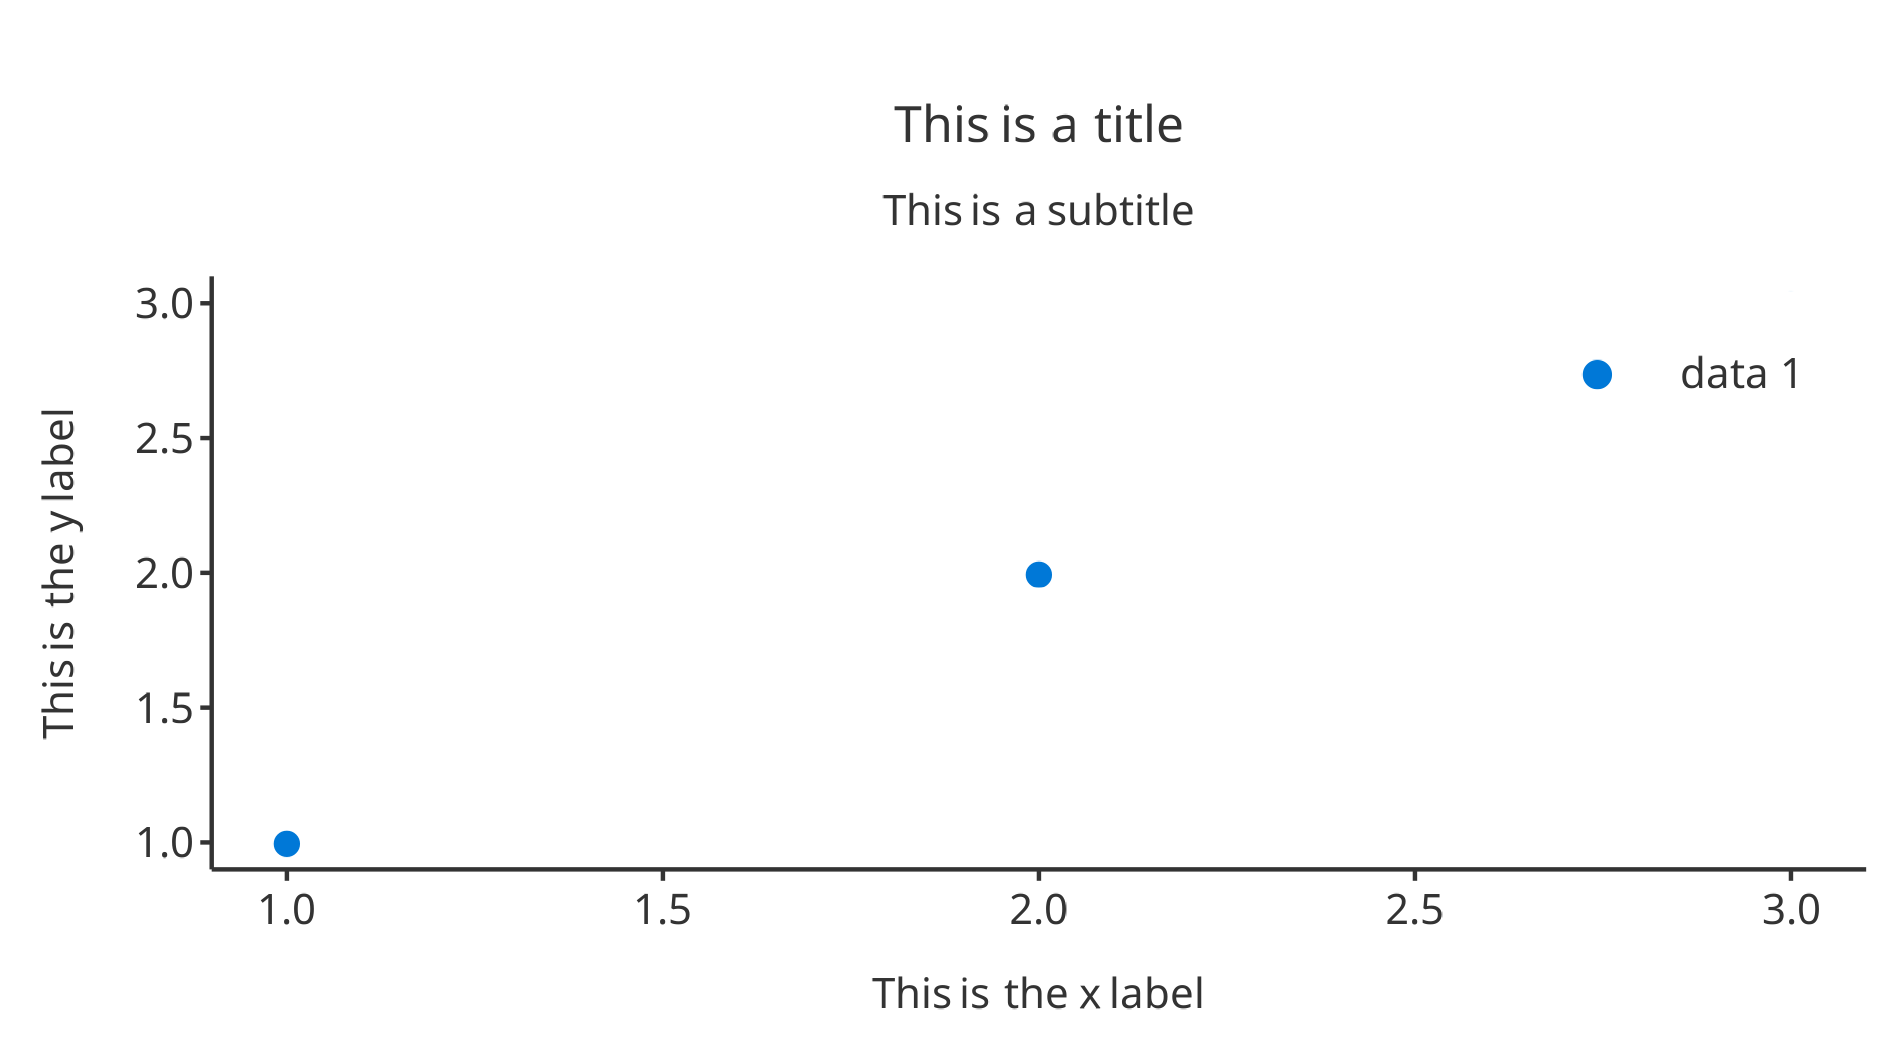 This is a title
This is a subtitle
3.0
data 1
2.5
2.0
1.5
1.0
This is the y label
1.0 1.5 2.0 2.5 3.0
This is the x label